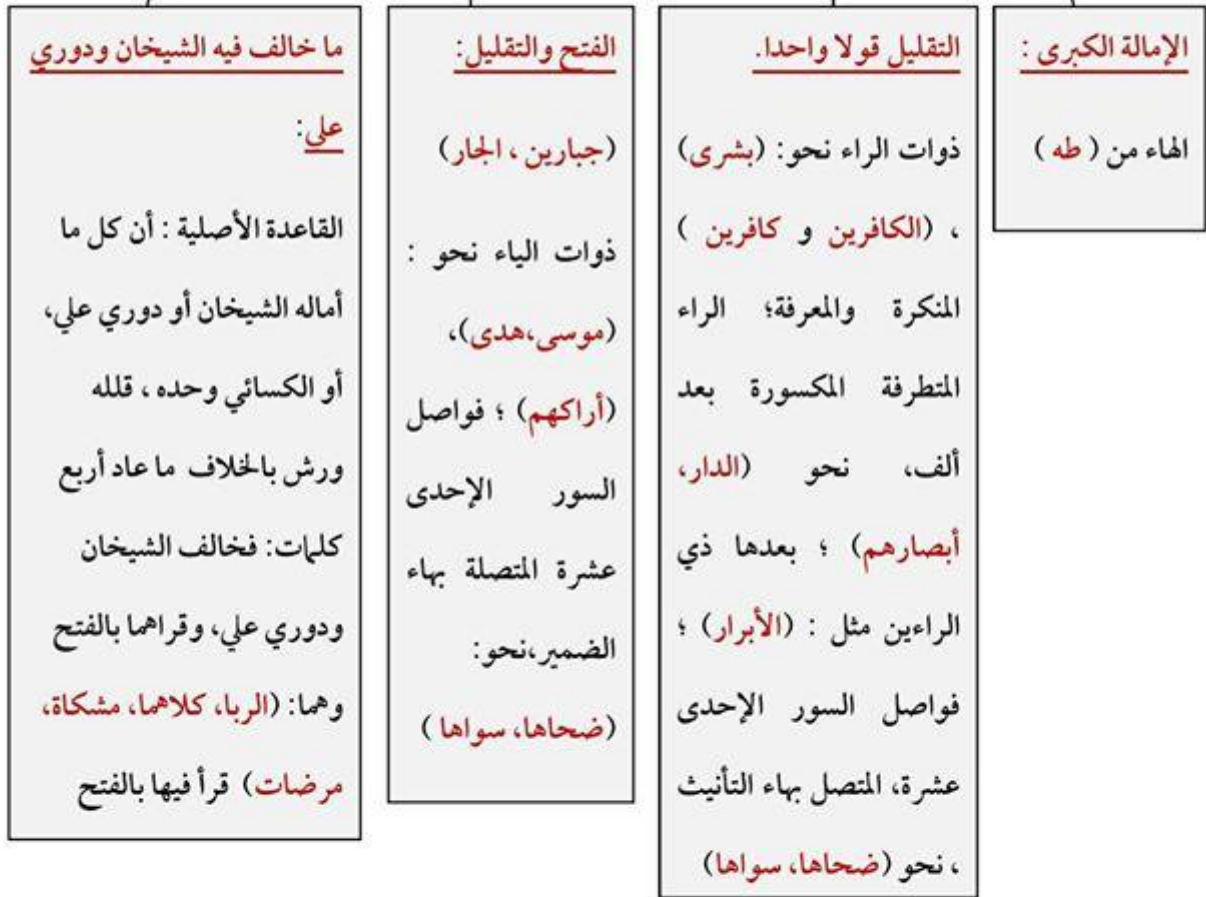 الإمالة الكبرى :
الهاء من ( طه )
التقليل قولا واحدا.
ذوات الراء نحو: (بشرى)
، (الكافرين و كافرين )
المنكرة والمعرفة؛ الراء
المتطرفة المكسورة بعد
ألف، نحو (الدار،
أبصارهم) ؛ بعدها ذي
الراءين مثل : (الأبرار) ؛
فواصل السور الإحدى
عشرة، المتصل بهاء التأنيث
، نحو (ضحاها، سواها)
الفتح والتقليل:
(جبارين ، الجار)
ذوات الياء نحو :
(موسى،هدى)،
(أراكهم) ؛ فواصل
السور الإحدى
عشرة المتصلة بهاء
الضمير،نحو:
(ضحاها، سواها )
ما خالف فيه الشيخان ودوري
علي:
القاعدة الأصلية : أن كل ما
أماله الشيخان أو دوري علي،
أو الكسائي وحده ، قلله
ورش بالخلاف ما عاد أربع
كلمات: فخالف الشيخان
ودوري علي، وقراهما بالفتح
وهما: (الربا، كلاهما، مشكاة،
مرضات) قرأ فيها بالفتح